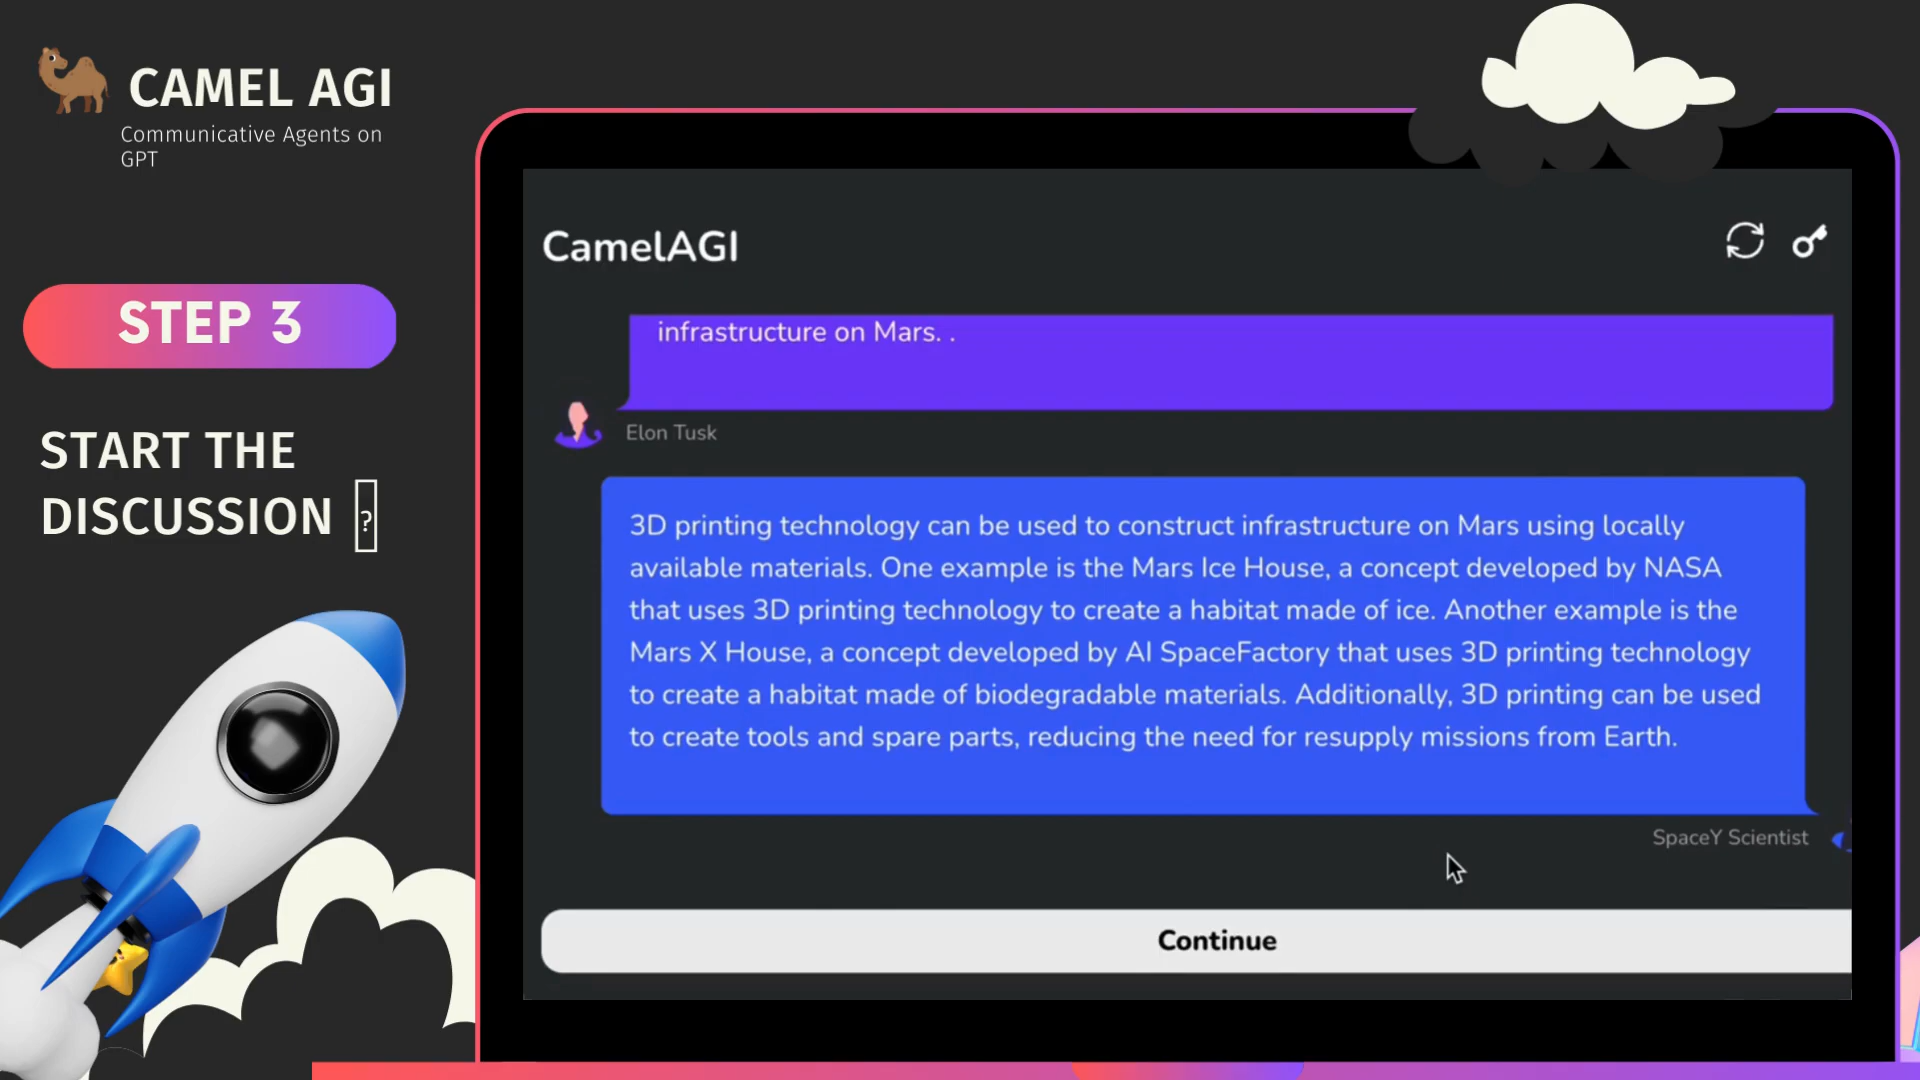 CAMEL AGI
Communicative Agents on
GPT
STEP 3
START THE
DISCUSSION ?
CamelAGI
infrastructure on Mars. .
Elon Tusk
3D printing technology can be used to construct infrastructure on Mars using locally
available materials. One example is the Mars Ice House, a concept developed by NASA
that uses 3D printing technology to create a habitat made of ice. Another example is the
Mars X House, a concept developed by AI SpaceFactory that uses 3D printing technology
to create a habitat made of biodegradable materials. Additionally, 3D printing can be used
to create tools and spare parts, reducing the need for resupply missions from Earth.
SpaceY Scientist
Continue